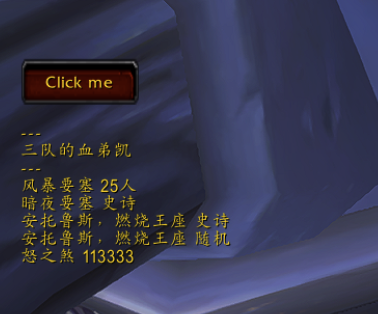 Click me
---
三队的血弟凯
---
风暴要塞 25人
暗夜要塞 史诗
安托鲁斯，燃烧王座 史诗
安托鲁斯，燃烧王座 随机
怒之煞 113333